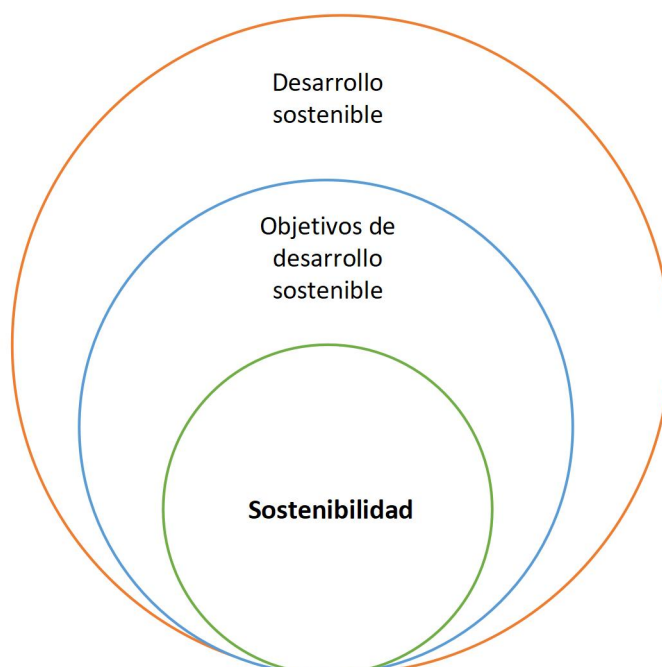 Desarrollo
sostenible
Objetivos de
desarrollo
sostenible
Sostenibilidad